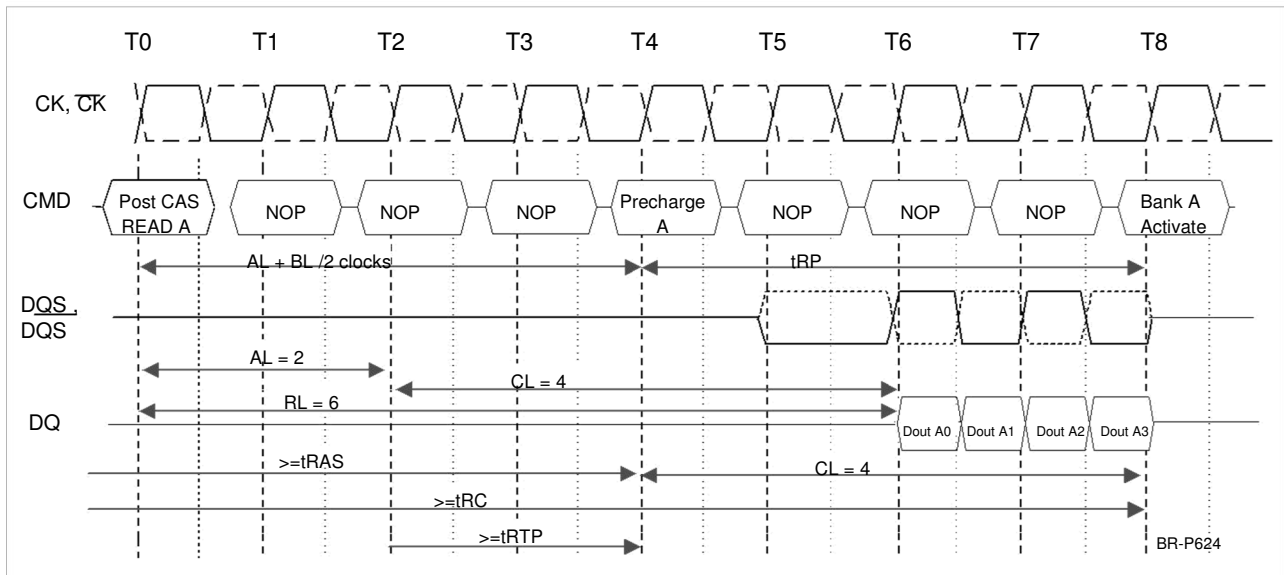 T0 T1 T2 T3 T4 T5 T6 T7 T8
CK, CK
CMD
Post CAS
READ A
NOP
NOP
NOP
Precharge
A
NOP
NOP
NOP
Bank A
Activate
AL + BL /2 clocks
tRP
DQS ,
DQS
AL = 2
CL = 4
RL = 6
DQ
Dout A0 Dout A1 Dout A2 Dout A3
>=tRAS
CL = 4
>=tRC
>=tRTP
BR-P624